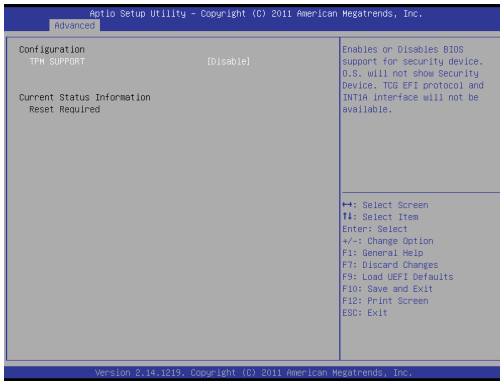 Aptio Setup Utility - Copyright (C) 2011 American Megatrends, Inc.
Advanced
Configuration
TPM SUPPORT [Disable]
Current Status Information
Reset Required
Enables or Disables BIOS
support for security device.
O.S. will not show Security
Device. TCG EFI protocol and
INT1A interface will not be
available.
↔: Select Screen
↑↓: Select Item
Enter: Select
+/-: Change Option
F1: General Help
F7: Discard Changes
F9: Load UEFI Defaults
F10: Save and Exit
F12: Print Screen
ESC: Exit
Version 2.14.1219. Copyright (C) 2011 American Megatrends, Inc.